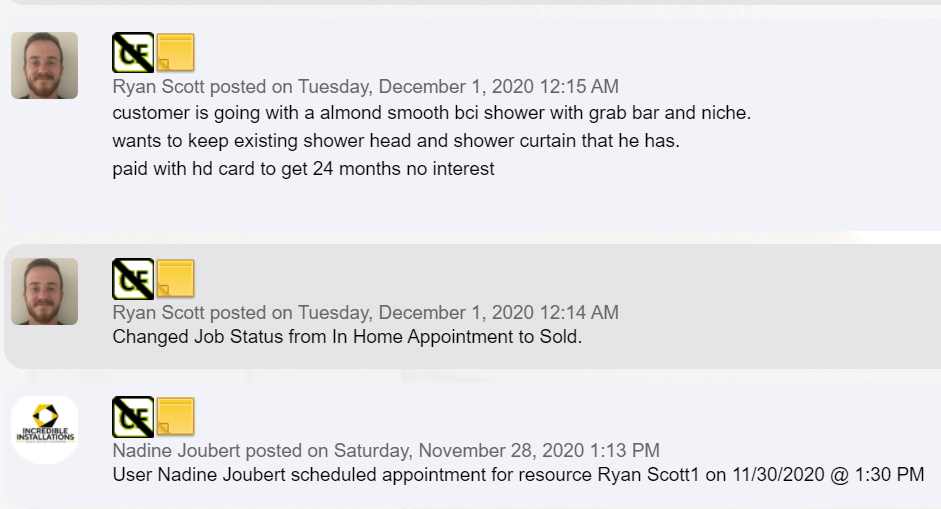 CF
Ryan Scott posted on Tuesday, December 1, 2020 12:15 AM
customer is going with a almond smooth bci shower with grab bar and niche.
wants to keep existing shower head and shower curtain that he has.
paid with hd card to get 24 months no interest
CF
Ryan Scott posted on Tuesday, December 1, 2020 12:14 AM
Changed Job Status from In Home Appointment to Sold.
INCREDIBLE
INSTALLATIONS
CF
Nadine Joubert posted on Saturday, November 28, 2020 1:13 PM
User Nadine Joubert scheduled appointment for resource Ryan Scott1 on 11/30/2020 @ 1:30 PM